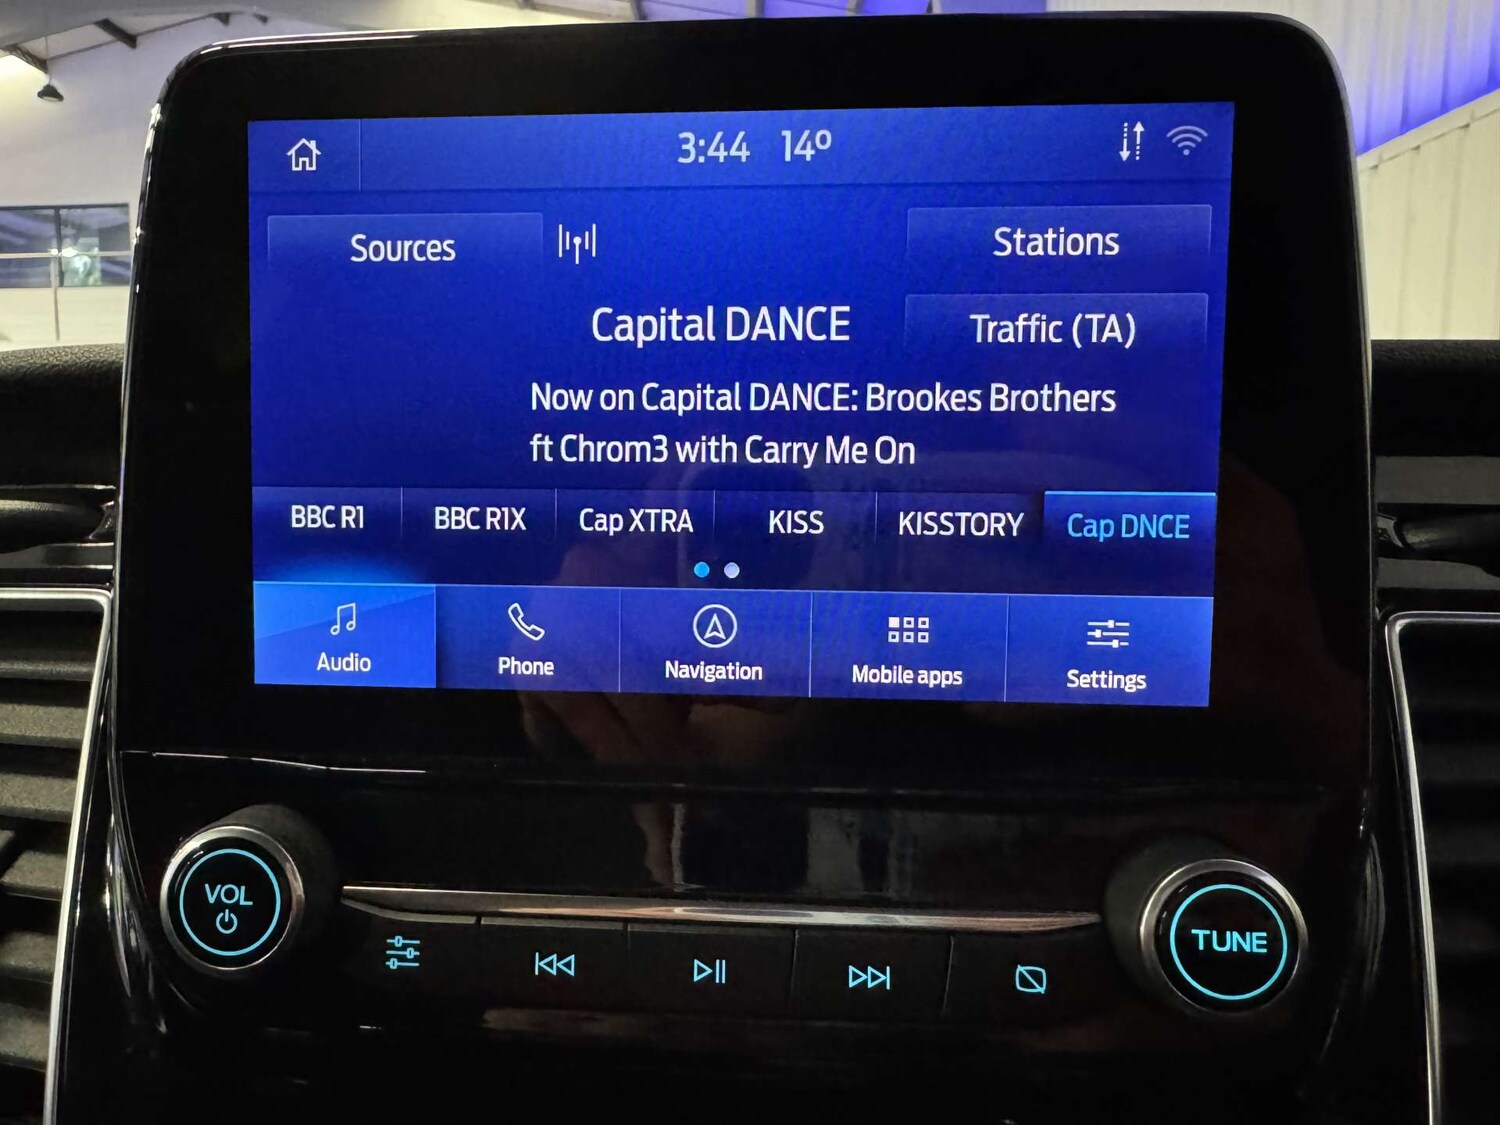 3:44 14º
Sources
Stations
Capital DANCE
Traffic (TA)
Now on Capital DANCE: Brookes Brothers
ft Chrom3 with Carry Me On
BBC R1 BBC R1X Cap XTRA KISS KISSTORY Cap DNCE
Audio Phone Navigation Mobile apps Settings
VOL
TUNE